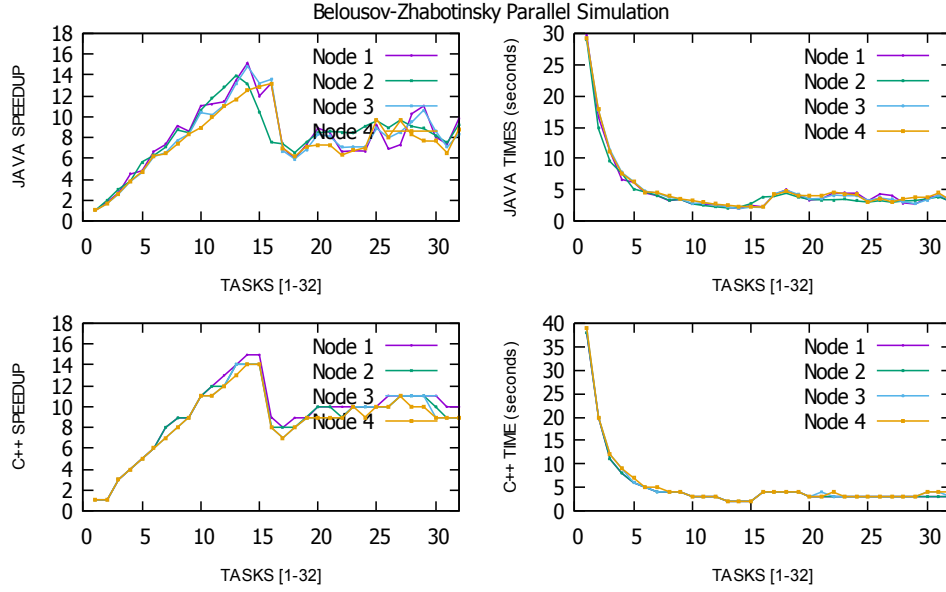 Belousov-Zhabotinsky Parallel Simulation
JAVA SPEEDUP
18
16
14
12
10
8
6
4
2
0
Node 1
Node 2
Node 3
Node 4
0 5 10 15 20 25 30
TASKS [1-32]
JAVA TIMES (seconds)
30
25
20
15
10
5
0
Node 1
Node 2
Node 3
Node 4
0 5 10 15 20 25 30
TASKS [1-32]
C++ SPEEDUP
18
16
14
12
10
8
6
4
2
0
Node 1
Node 2
Node 3
Node 4
0 5 10 15 20 25 30
TASKS [1-32]
C++ TIME (seconds)
40
35
30
25
20
15
10
5
0
Node 1
Node 2
Node 3
Node 4
0 5 10 15 20 25 30
TASKS [1-32]